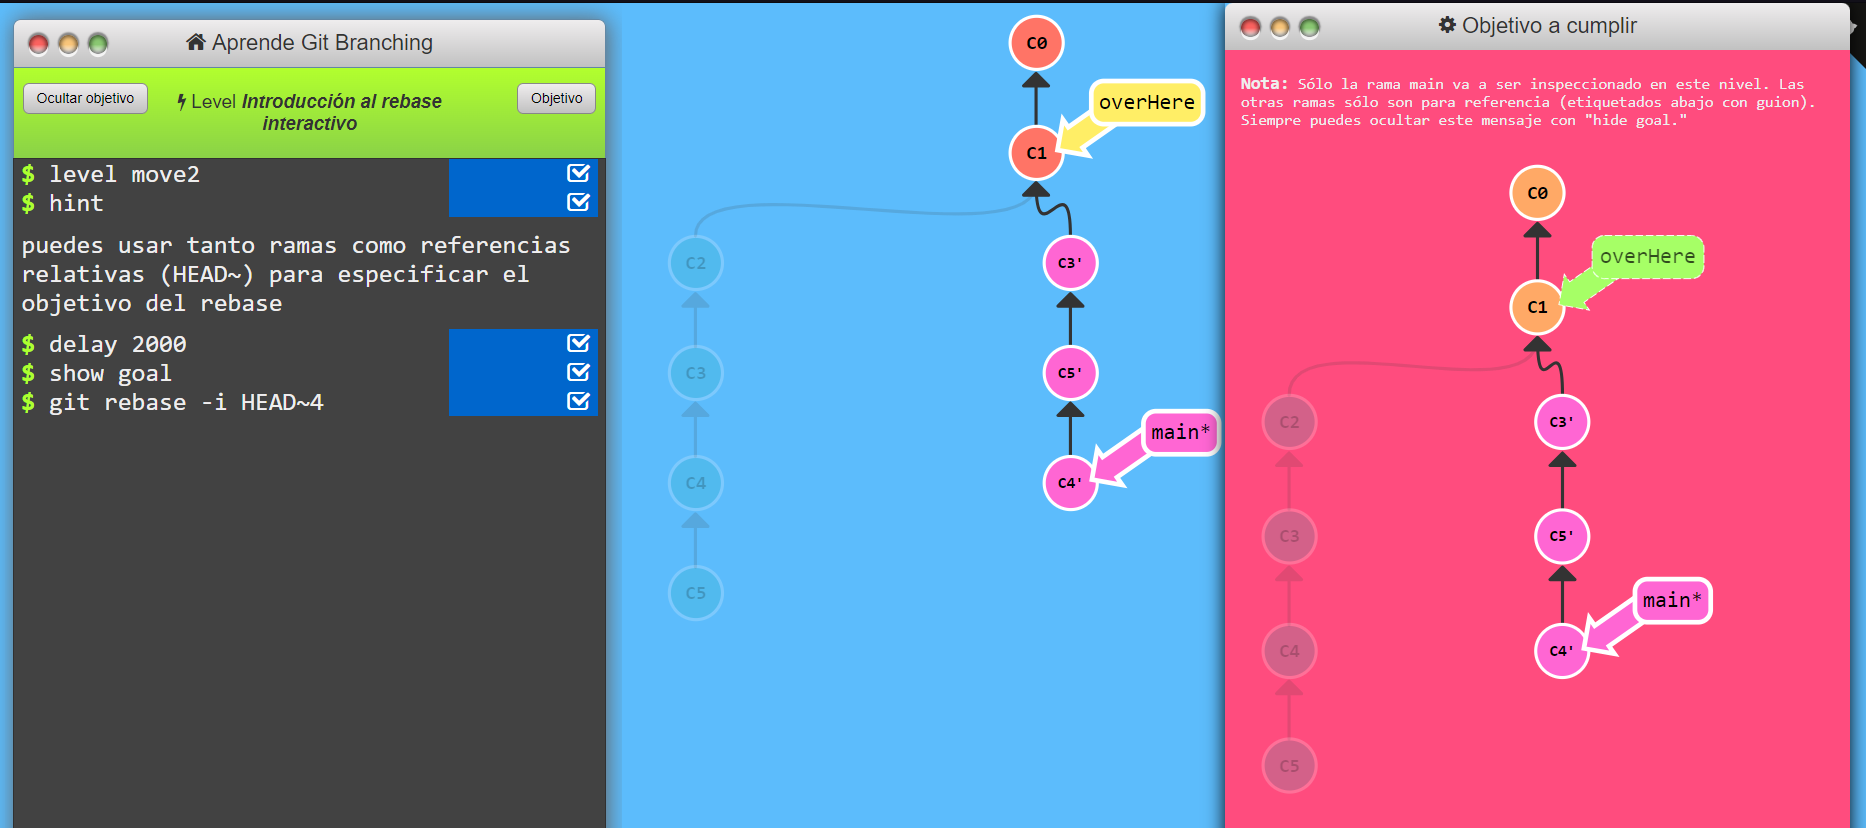 Aprende Git Branching
Ocultar objetivo
Level Introducción al rebase
interactivo
Objetivo
$ level move2
$ hint
puedes usar tanto ramas como referencias
relativas (HEAD~) para especificar el
objetivo del rebase
$ delay 2000
$ show goal
$ git rebase -i HEAD~4
C0
overHere
C1
C2
C3'
C3
C5'
main*
C4
C4'
C5
Objetivo a cumplir
Nota: Sólo la rama main va a ser inspeccionado en este nivel. Las
otras ramas sólo son para referencia (etiquetados abajo con guion).
Siempre puedes ocultar este mensaje con "hide goal."
C0
overHere
C1
C2
C3'
C3
C5'
main*
C4
C4'
C5